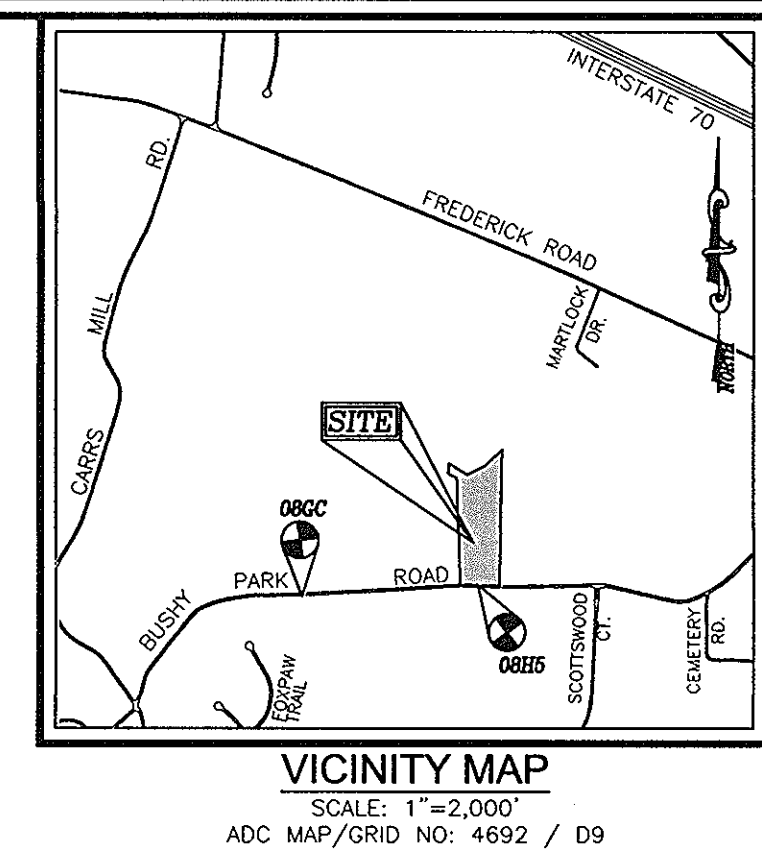 INTERSTATE 70
RD.
FREDERICK ROAD
MARTLOCK
DR.
NORTH
MILL
CARRS
SITE
08GC
PARK
ROAD
BUSHY
08H5
SCOTTSWOOD
CT.
CEMETERY
RD.
FOXPAW
TRAIL
VICINITY MAP
SCALE: 1"=2,000'
ADC MAP/GRID NO: 4692 / D9